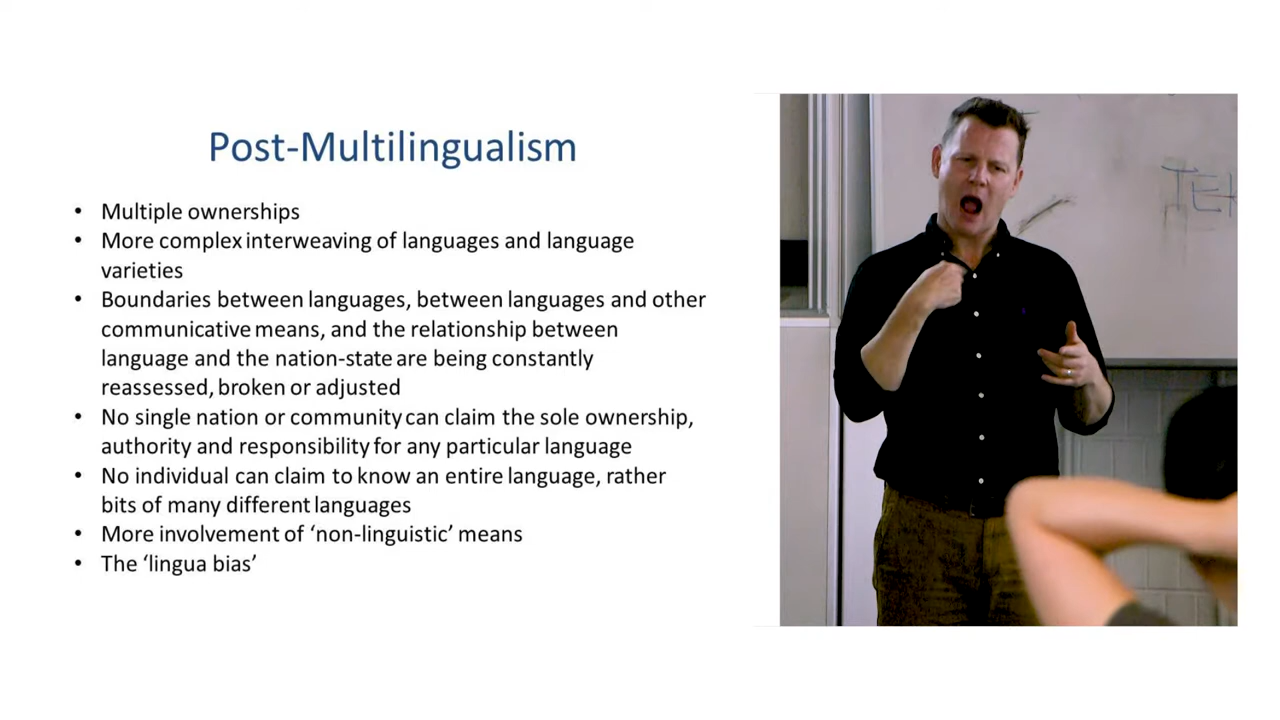 Post-Multilingualism
• Multiple ownerships
• More complex interweaving of languages and language
varieties
• Boundaries between languages, between languages and other
communicative means, and the relationship between
language and the nation-state are being constantly
reassessed, broken or adjusted
• No single nation or community can claim the sole ownership,
authority and responsibility for any particular language
• No individual can claim to know an entire language, rather
bits of many different languages
• More involvement of ‘non-linguistic’ means
• The ‘lingua bias’